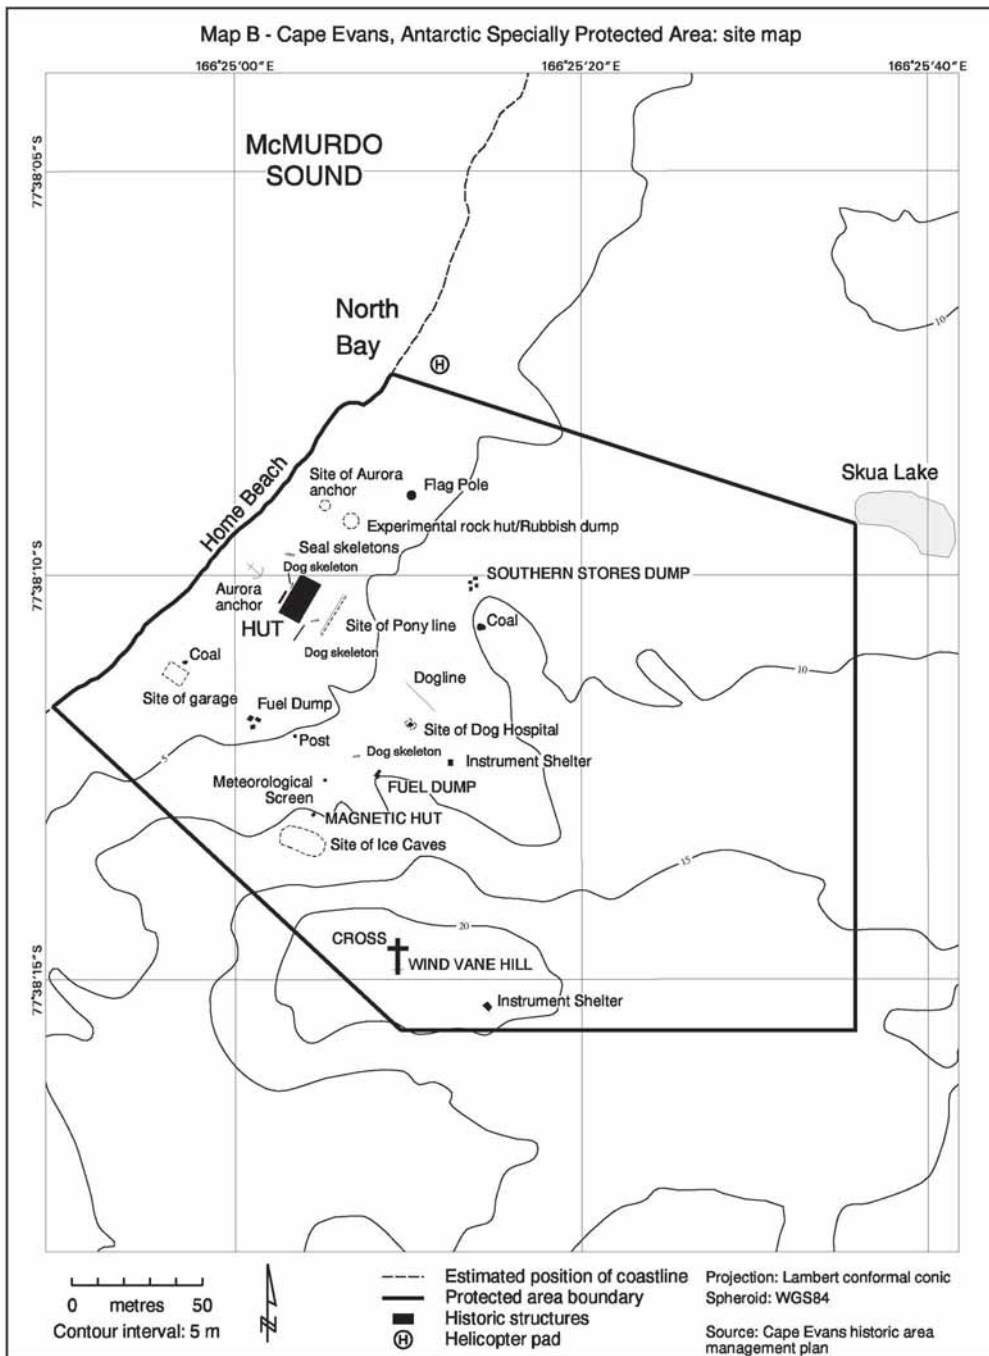 Map B - Cape Evans, Antarctic Specially Protected Area: site map
166°25'00"E
166°25'20"E
166°25'40"E
77°38'05"S
McMURDO
SOUND
North
Bay
H
10
Skua Lake
Home Beach
Site of Aurora
anchor
Flag Pole
Experimental rock hut/Rubbish dump
Seal skeletons
77°38'10"S
Dog skeleton
SOUTHERN STORES DUMP
Aurora
anchor
HUT
Site of Pony line
Coal
Dog skeleton
Coal
Site of garage
Dogline
10
Fuel Dump
Site of Dog Hospital
Post
5
Dog skeleton
Instrument Shelter
Meteorological
Screen
FUEL DUMP
MAGNETIC HUT
Site of Ice Caves
15
20
CROSS
WIND VANE HILL
77°38'15"S
Instrument Shelter
0 metres 50
Contour interval: 5 m
N
Estimated position of coastline
Protected area boundary
Historic structures
H Helicopter pad
Projection: Lambert conformal conic
Spheroid: WGS84
Source: Cape Evans historic area
management plan